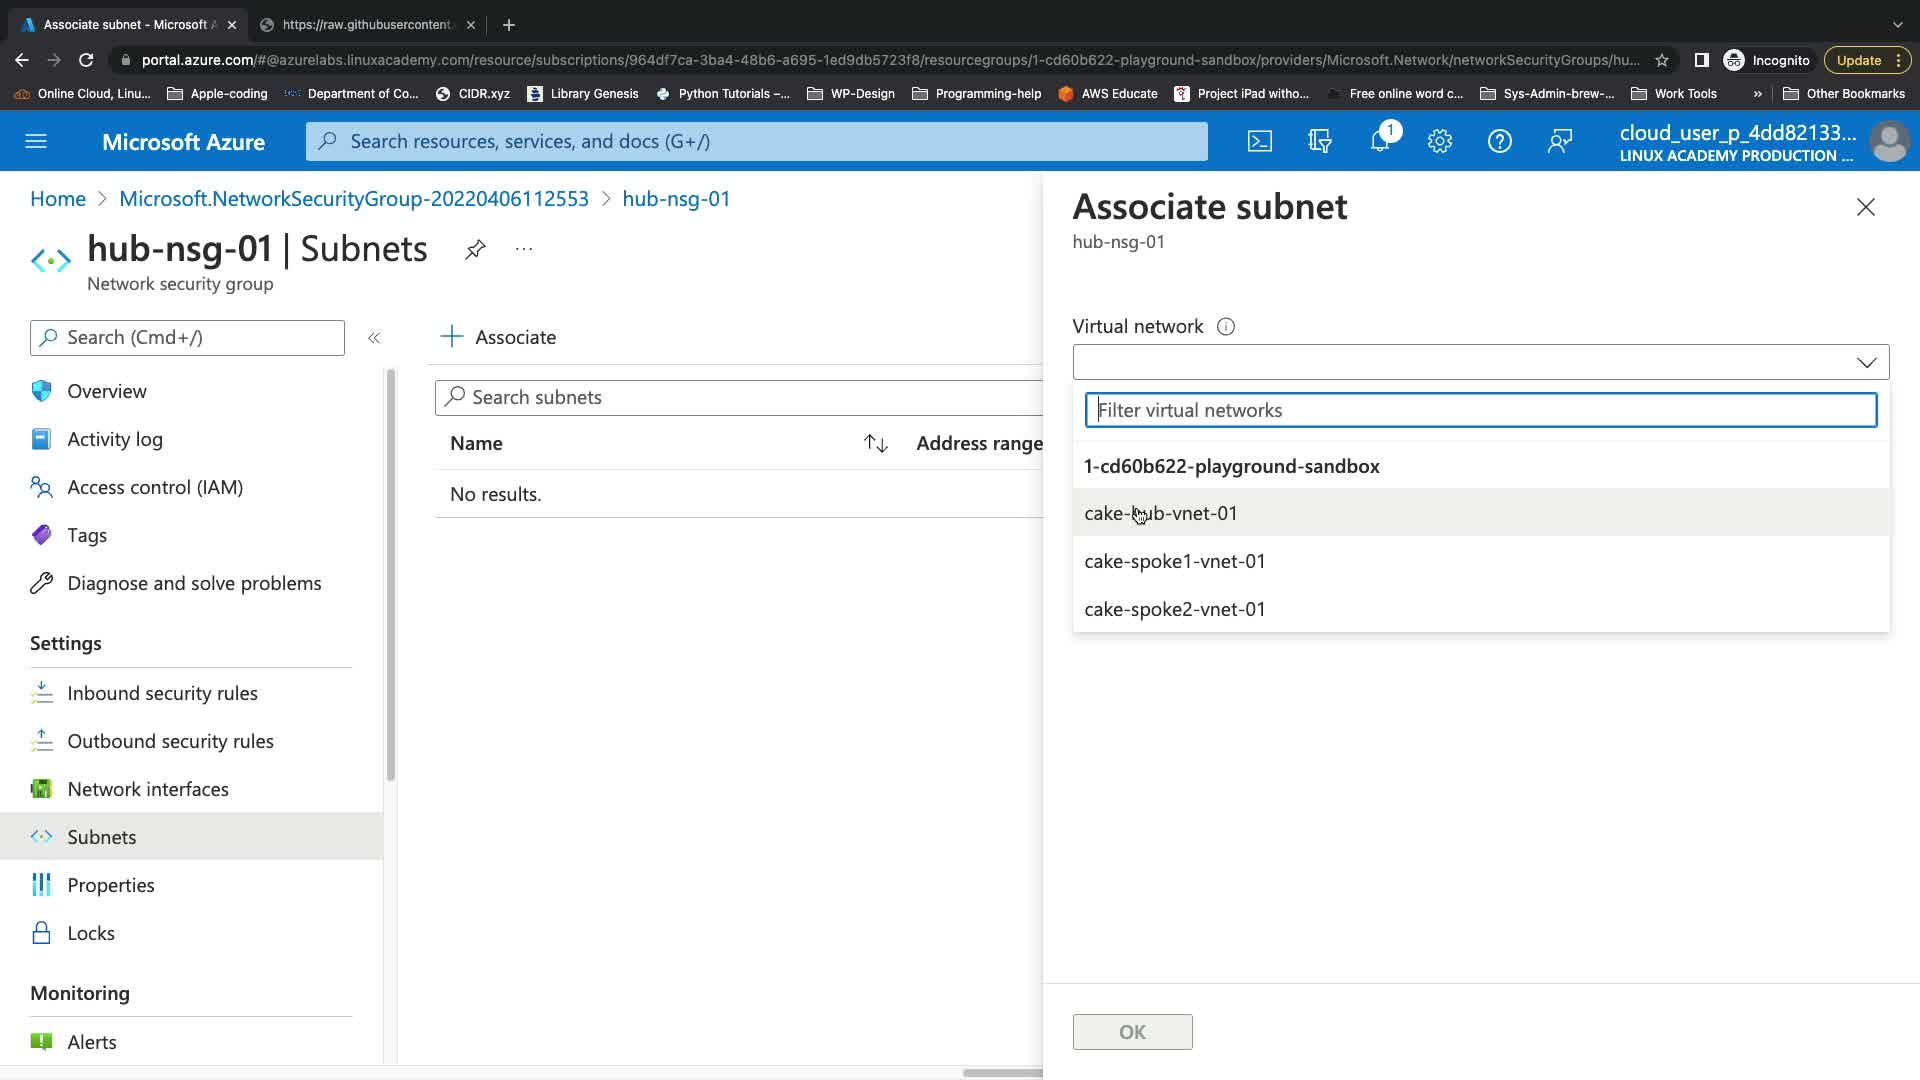 Associate subnet - Microsoft A
https://raw.githubusercontent.
portal.azure.com/#@azurelabs.linuxacademy.com/resource/subscriptions/964df7ca-3ba4-48b6-a695-1ed9db5723f8/resourcegroups/1-cd60b622-playground-sandbox/providers/Microsoft.Network/networkSecurityGroups/hu...
Incognito
Update
Online Cloud, Linu...
Apple-coding
Department of Co...
CIDR.xyz
Library Genesis
Python Tutorials –...
WP-Design
Programming-help
AWS Educate
Project iPad witho...
Free online word c...
Sys-Admin-brew-...
Work Tools
»
Other Bookmarks
Microsoft Azure
Search resources, services, and docs (G+/)
1
cloud_user_p_4dd82133...
LINUX ACADEMY PRODUCTION ...
Home > Microsoft.NetworkSecurityGroup-20220406112553 > hub-nsg-01
hub-nsg-01 | Subnets
...
Network security group
Search (Cmd+/)
«
Overview
Activity log
Access control (IAM)
Tags
Diagnose and solve problems
Settings
Inbound security rules
Outbound security rules
Network interfaces
Subnets
Properties
Locks
Monitoring
Alerts
+ Associate
Search subnets
Name
Address range
No results.
Associate subnet
hub-nsg-01
Virtual network
Filter virtual networks
1-cd60b622-playground-sandbox
cake-hub-vnet-01
cake-spoke1-vnet-01
cake-spoke2-vnet-01
OK